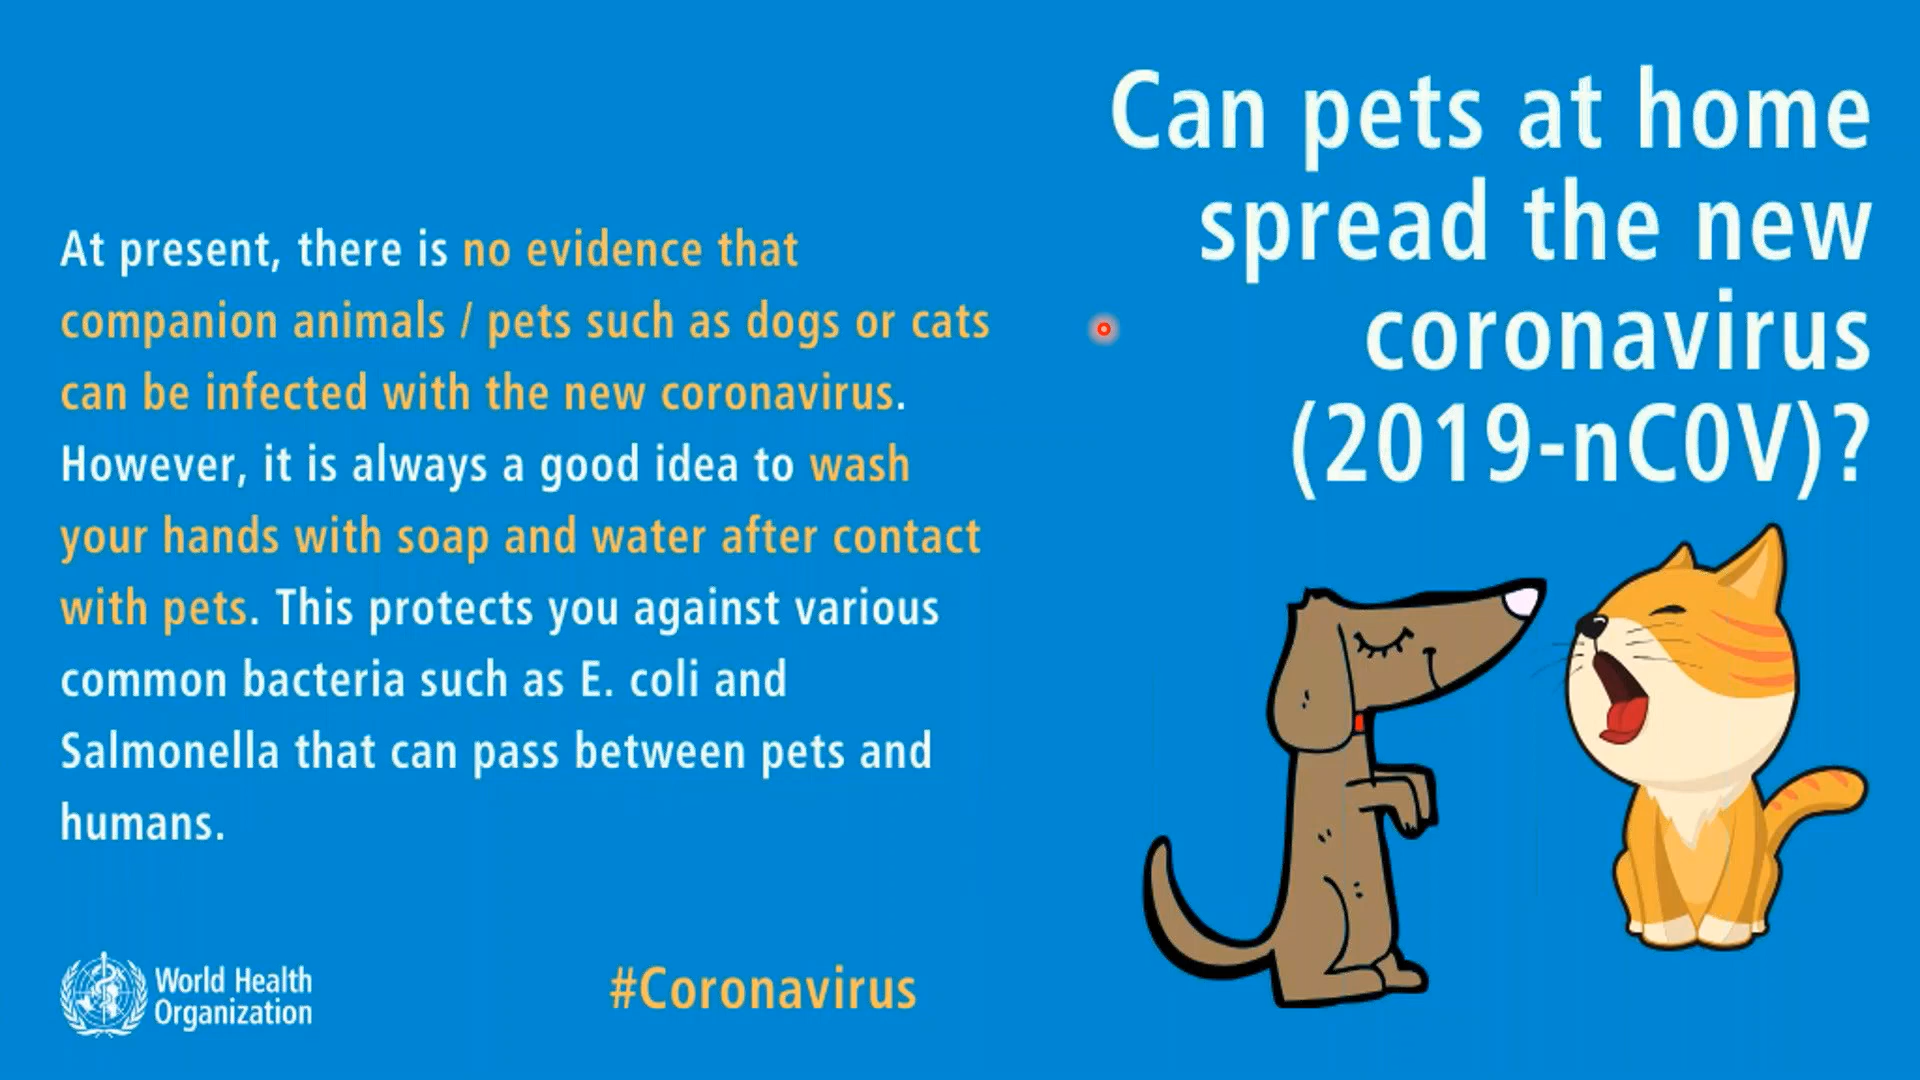 Can pets at home
spread the new
coronavirus
(2019-nC0V)?
At present, there is no evidence that
companion animals / pets such as dogs or cats
can be infected with the new coronavirus.
However, it is always a good idea to wash
your hands with soap and water after contact
with pets. This protects you against various
common bacteria such as E. coli and
Salmonella that can pass between pets and
humans.
World Health
Organization
#Coronavirus